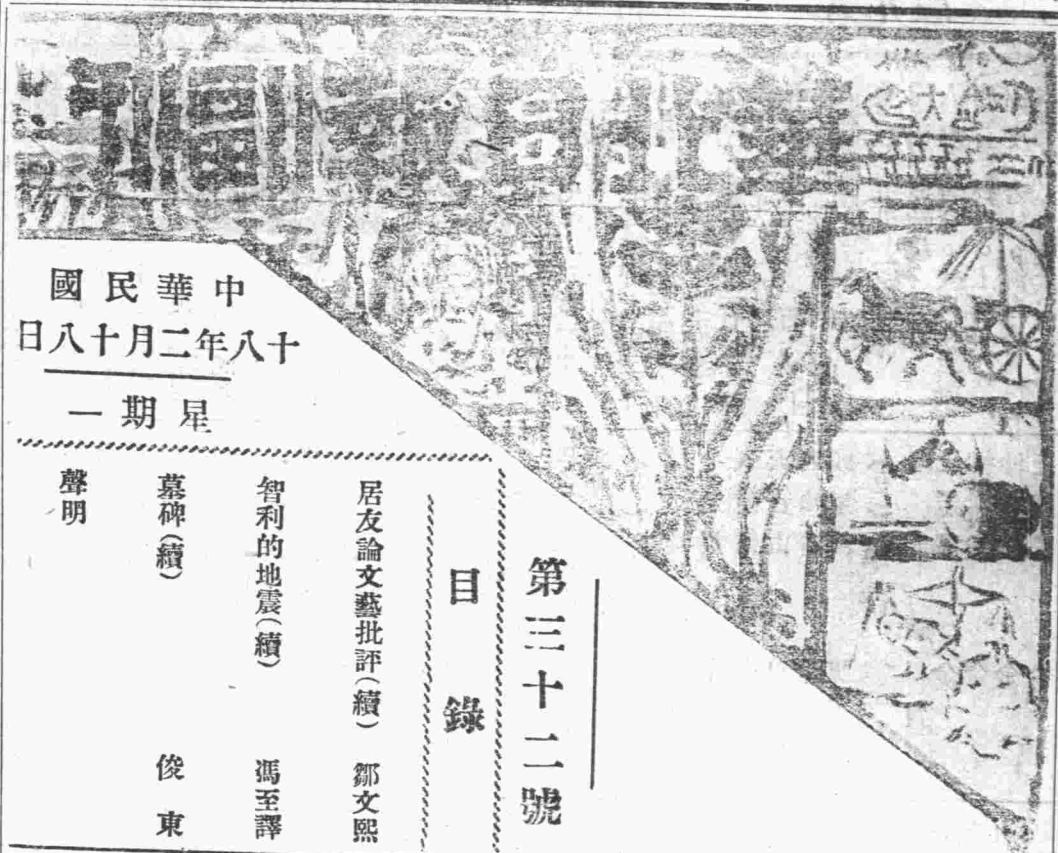 中華民國
十八年二月十八日
星期一
第三十二號
目錄
居友論文藝批評(續) 鄒文熙
智利的地震(續) 馮至譯
墓碑(續) 俊東
聲明